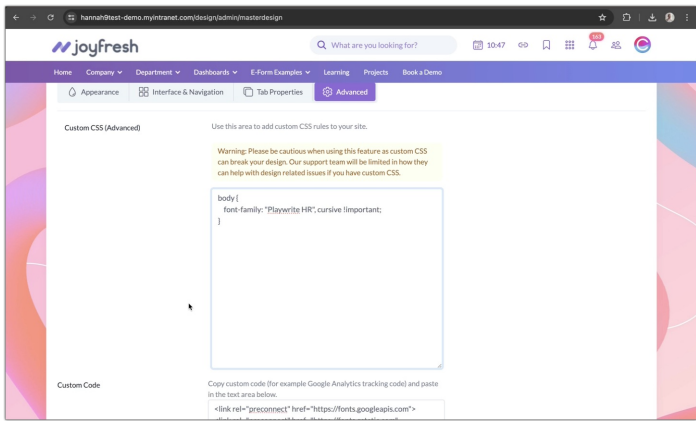 hannah9test-demo.myintranet.com/design/admin/masterdesign
joyfresh
What are you looking for?
10:47
163
Home Company Department Dashboards E-Form Examples Learning Projects Book a Demo
Appearance Interface & Navigation Tab Properties Advanced
Custom CSS (Advanced)
Use this area to add custom CSS rules to your site.
Warning: Please be cautious when using this feature as custom CSS
can break your design. Our support team will be limited in how they
can help with design related issues if you have custom CSS.
body {
font-family: "Playwrite HR", cursive !important;
}
Custom Code
Copy custom code (for example Google Analytics tracking code) and paste
in the text area below.
<link rel="preconnect" href="https://fonts.googleapis.com">